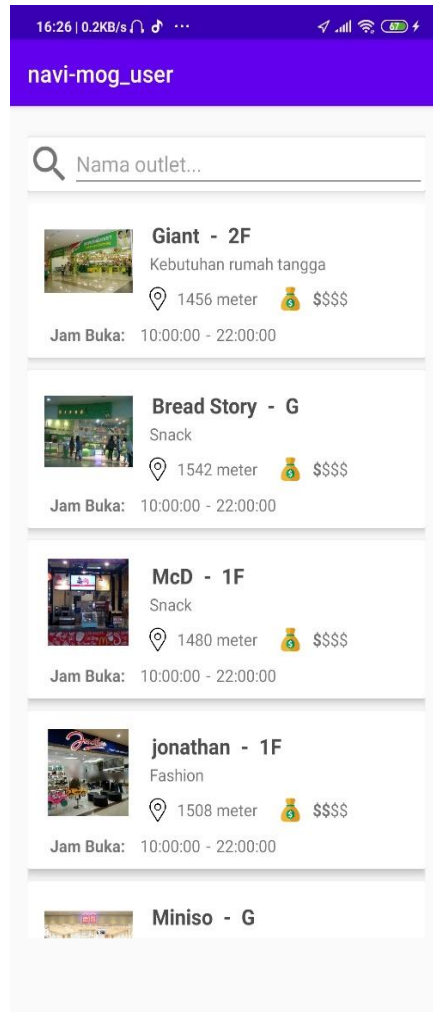 16:26 | 0.2KB/s ...
67
navi-mog_user
Nama outlet...
Giant - 2F
Kebutuhan rumah tangga
1456 meter $$$$
Jam Buka: 10:00:00 - 22:00:00
Bread Story - G
Snack
1542 meter $$$$
Jam Buka: 10:00:00 - 22:00:00
McD - 1F
Snack
1480 meter $$$$
Jam Buka: 10:00:00 - 22:00:00
jonathan - 1F
Fashion
1508 meter $$$$
Jam Buka: 10:00:00 - 22:00:00
Miniso - G